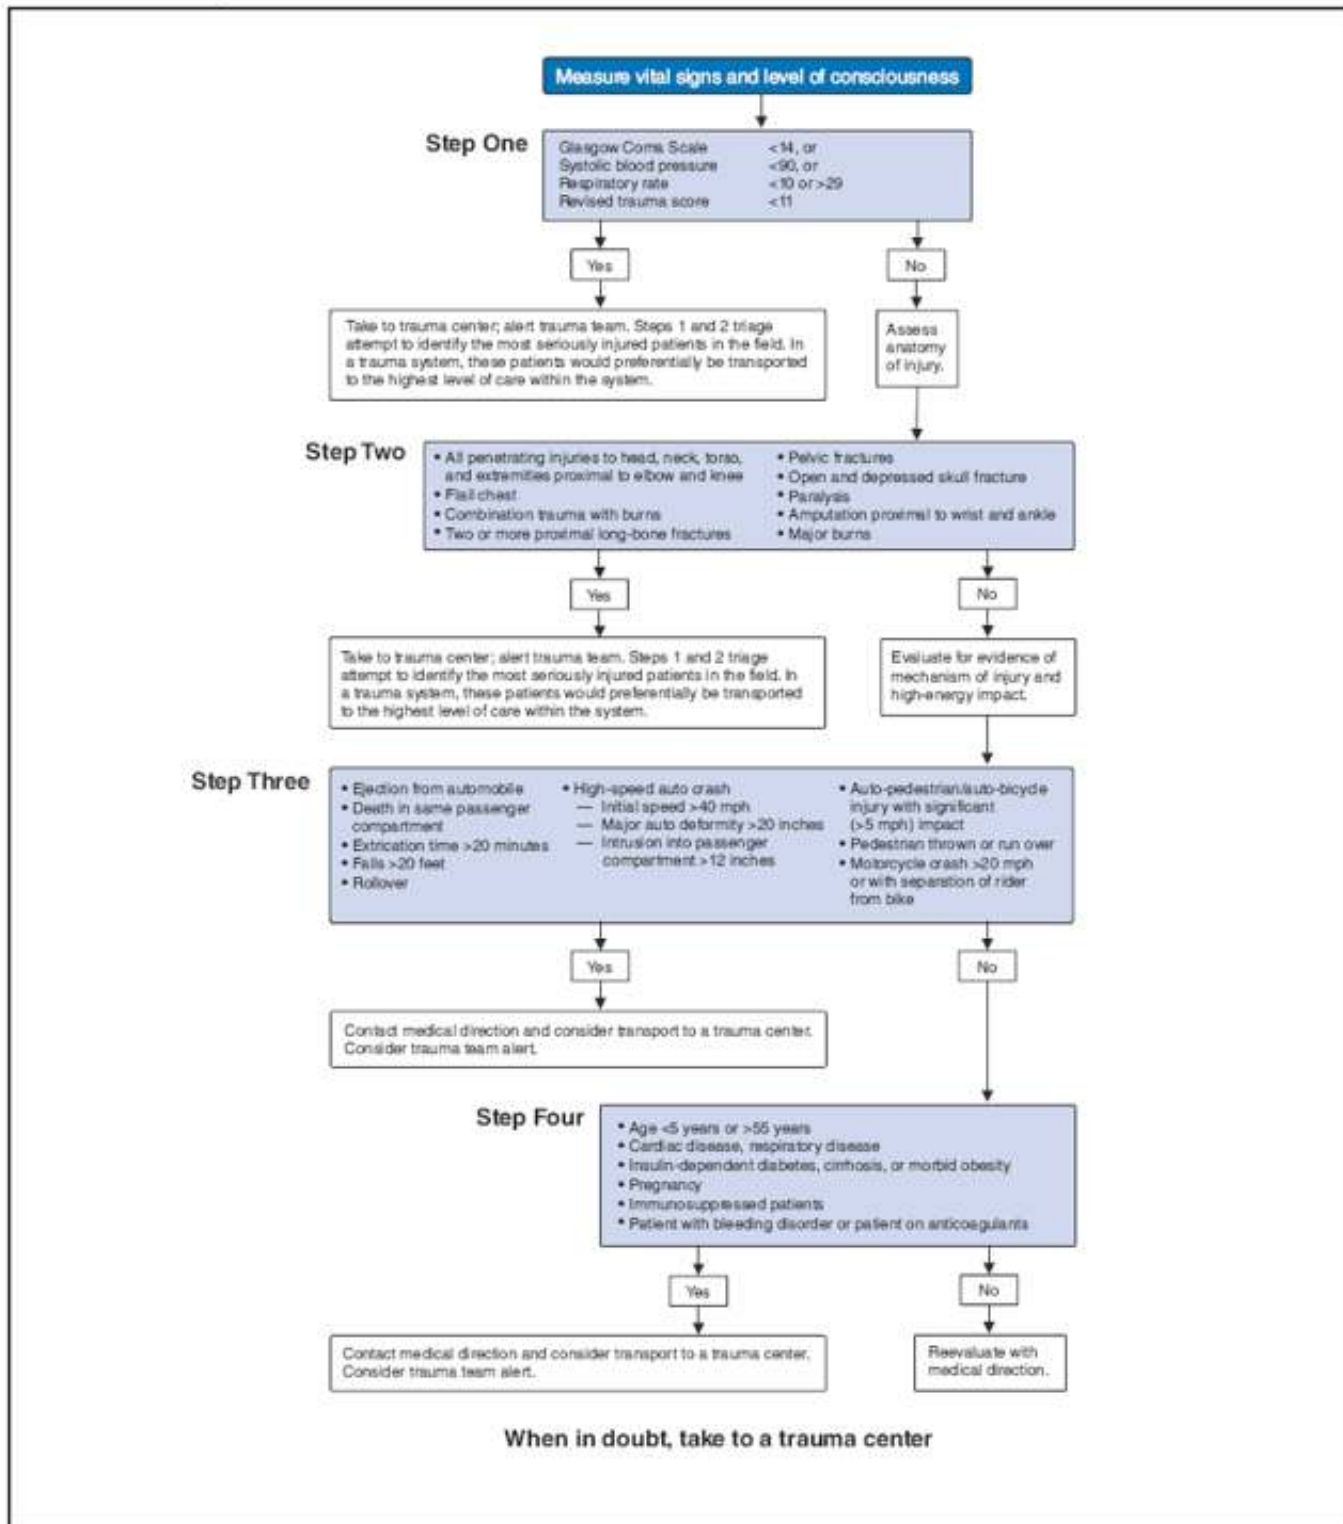 Measure vital signs and level of consciousness
Step One
Glasgow Coma Scale <14, or
Systolic blood pressure <90, or
Respiratory rate <10 or >29
Revised trauma score <11
Yes
No
Take to trauma center; alert trauma team. Steps 1 and 2 triage
attempt to identify the most seriously injured patients in the field. In
a trauma system, these patients would preferentially be transported
to the highest level of care within the system.
Assess
anatomy
of injury.
Step Two
• All penetrating injuries to head, neck, torso,
and extremities proximal to elbow and knee
• Flail chest
• Combination trauma with burns
• Two or more proximal long-bone fractures
• Pelvic fractures
• Open and depressed skull fracture
• Paralysis
• Amputation proximal to wrist and ankle
• Major burns
Yes
No
Take to trauma center; alert trauma team. Steps 1 and 2 triage
attempt to identify the most seriously injured patients in the field. In
a trauma system, these patients would preferentially be transported
to the highest level of care within the system.
Evaluate for evidence of
mechanism of injury and
high-energy impact.
Step Three
• Ejection from automobile
• Death in same passenger
compartment
• Extrication time >20 minutes
• Falls >20 feet
• Rollover
• High-speed auto crash
— Initial speed >40 mph
— Major auto deformity >20 inches
— Intrusion into passenger
compartment >12 inches
• Auto-pedestrian/auto-bicycle
injury with significant
(>5 mph) impact
• Pedestrian thrown or run over
• Motorcycle crash >20 mph
or with separation of rider
from bike
Yes
No
Contact medical direction and consider transport to a trauma center.
Consider trauma team alert.
Step Four
• Age <5 years or >55 years
• Cardiac disease, respiratory disease
• Insulin-dependent diabetes, cirrhosis, or morbid obesity
• Pregnancy
• Immunosuppressed patients
• Patient with bleeding disorder or patient on anticoagulants
Yes
No
Contact medical direction and consider transport to a trauma center.
Consider trauma team alert.
Reevaluate with
medical direction.
When in doubt, take to a trauma center